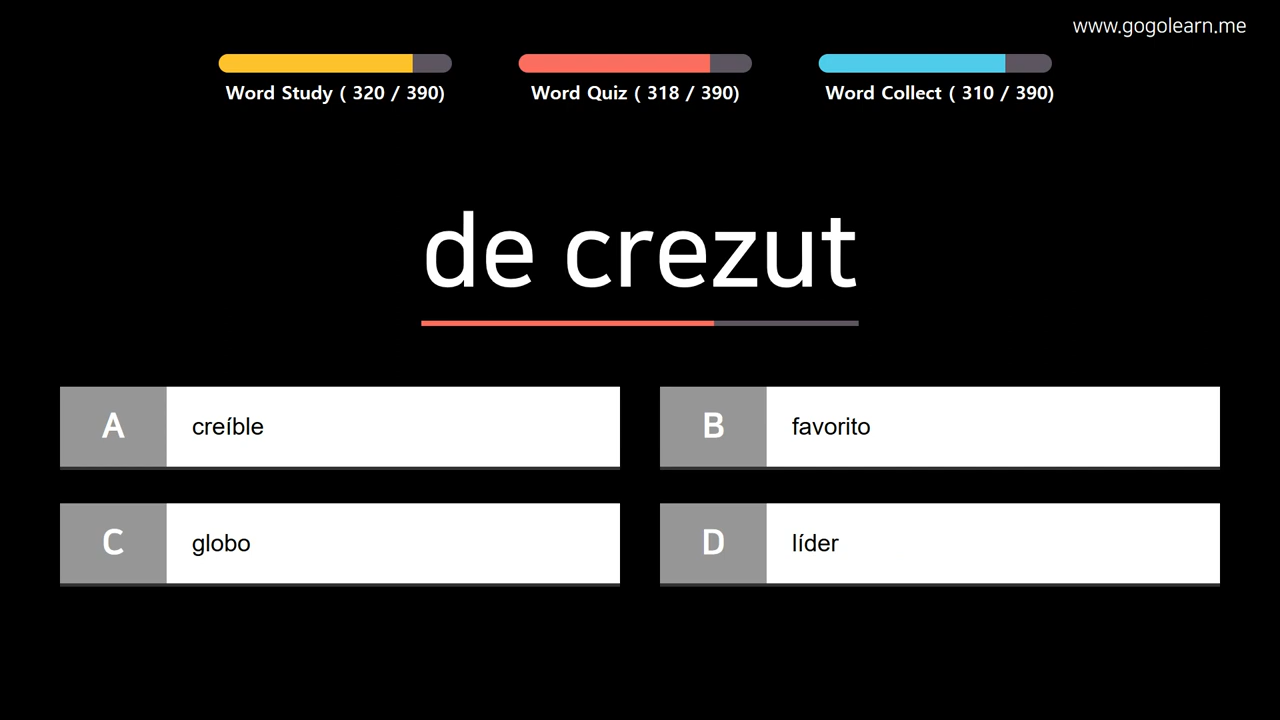 www.gogolearn.me
Word Study ( 320 / 390)
Word Quiz ( 318 / 390)
Word Collect ( 310 / 390)
de crezut
A creíble
B favorito
C globo
D líder